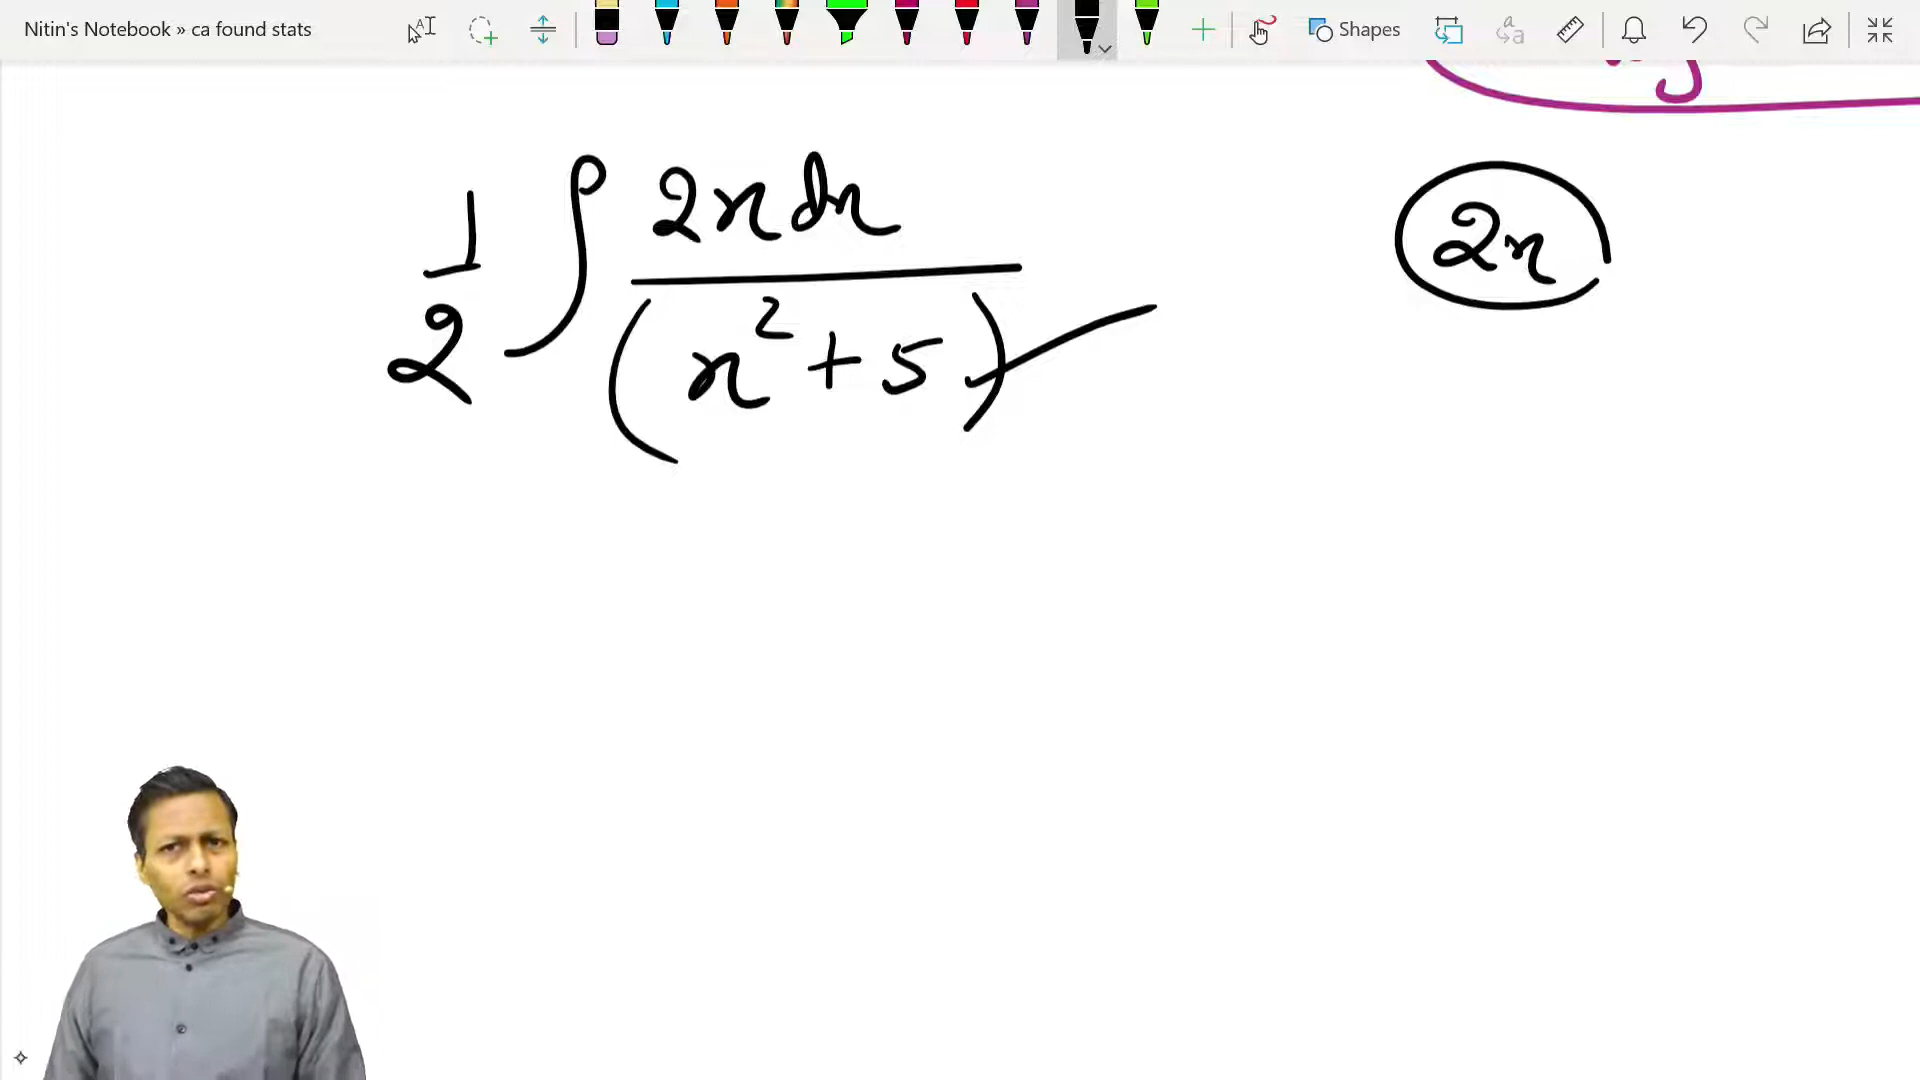 Nitin's Notebook » ca found stats
Shapes
1/2 ∫ 2x dx / (x² + 5)
2x